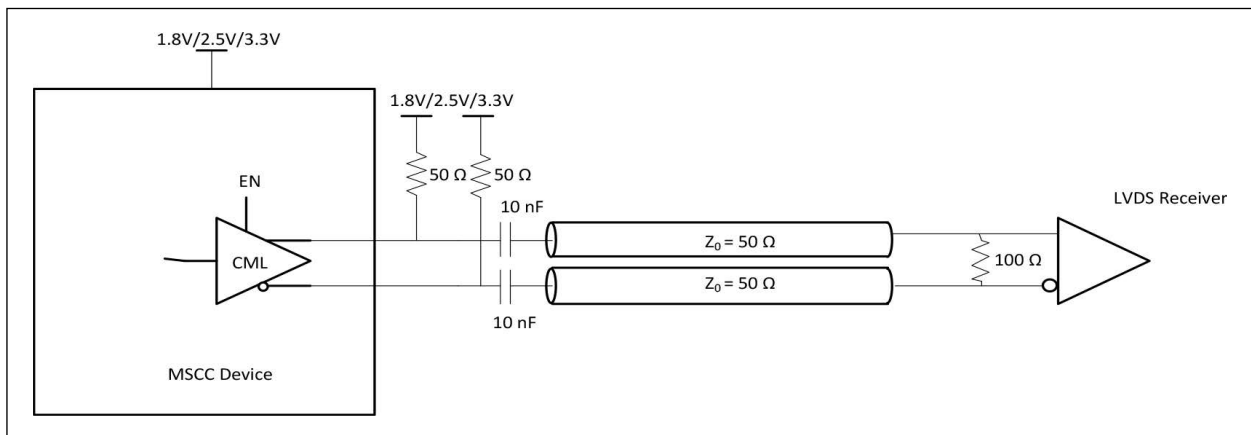 1.8V/2.5V/3.3V
1.8V/2.5V/3.3V
50 Ω
50 Ω
EN
10 nF
LVDS Receiver
CML
Z₀ = 50 Ω
100 Ω
Z₀ = 50 Ω
10 nF
MSCC Device